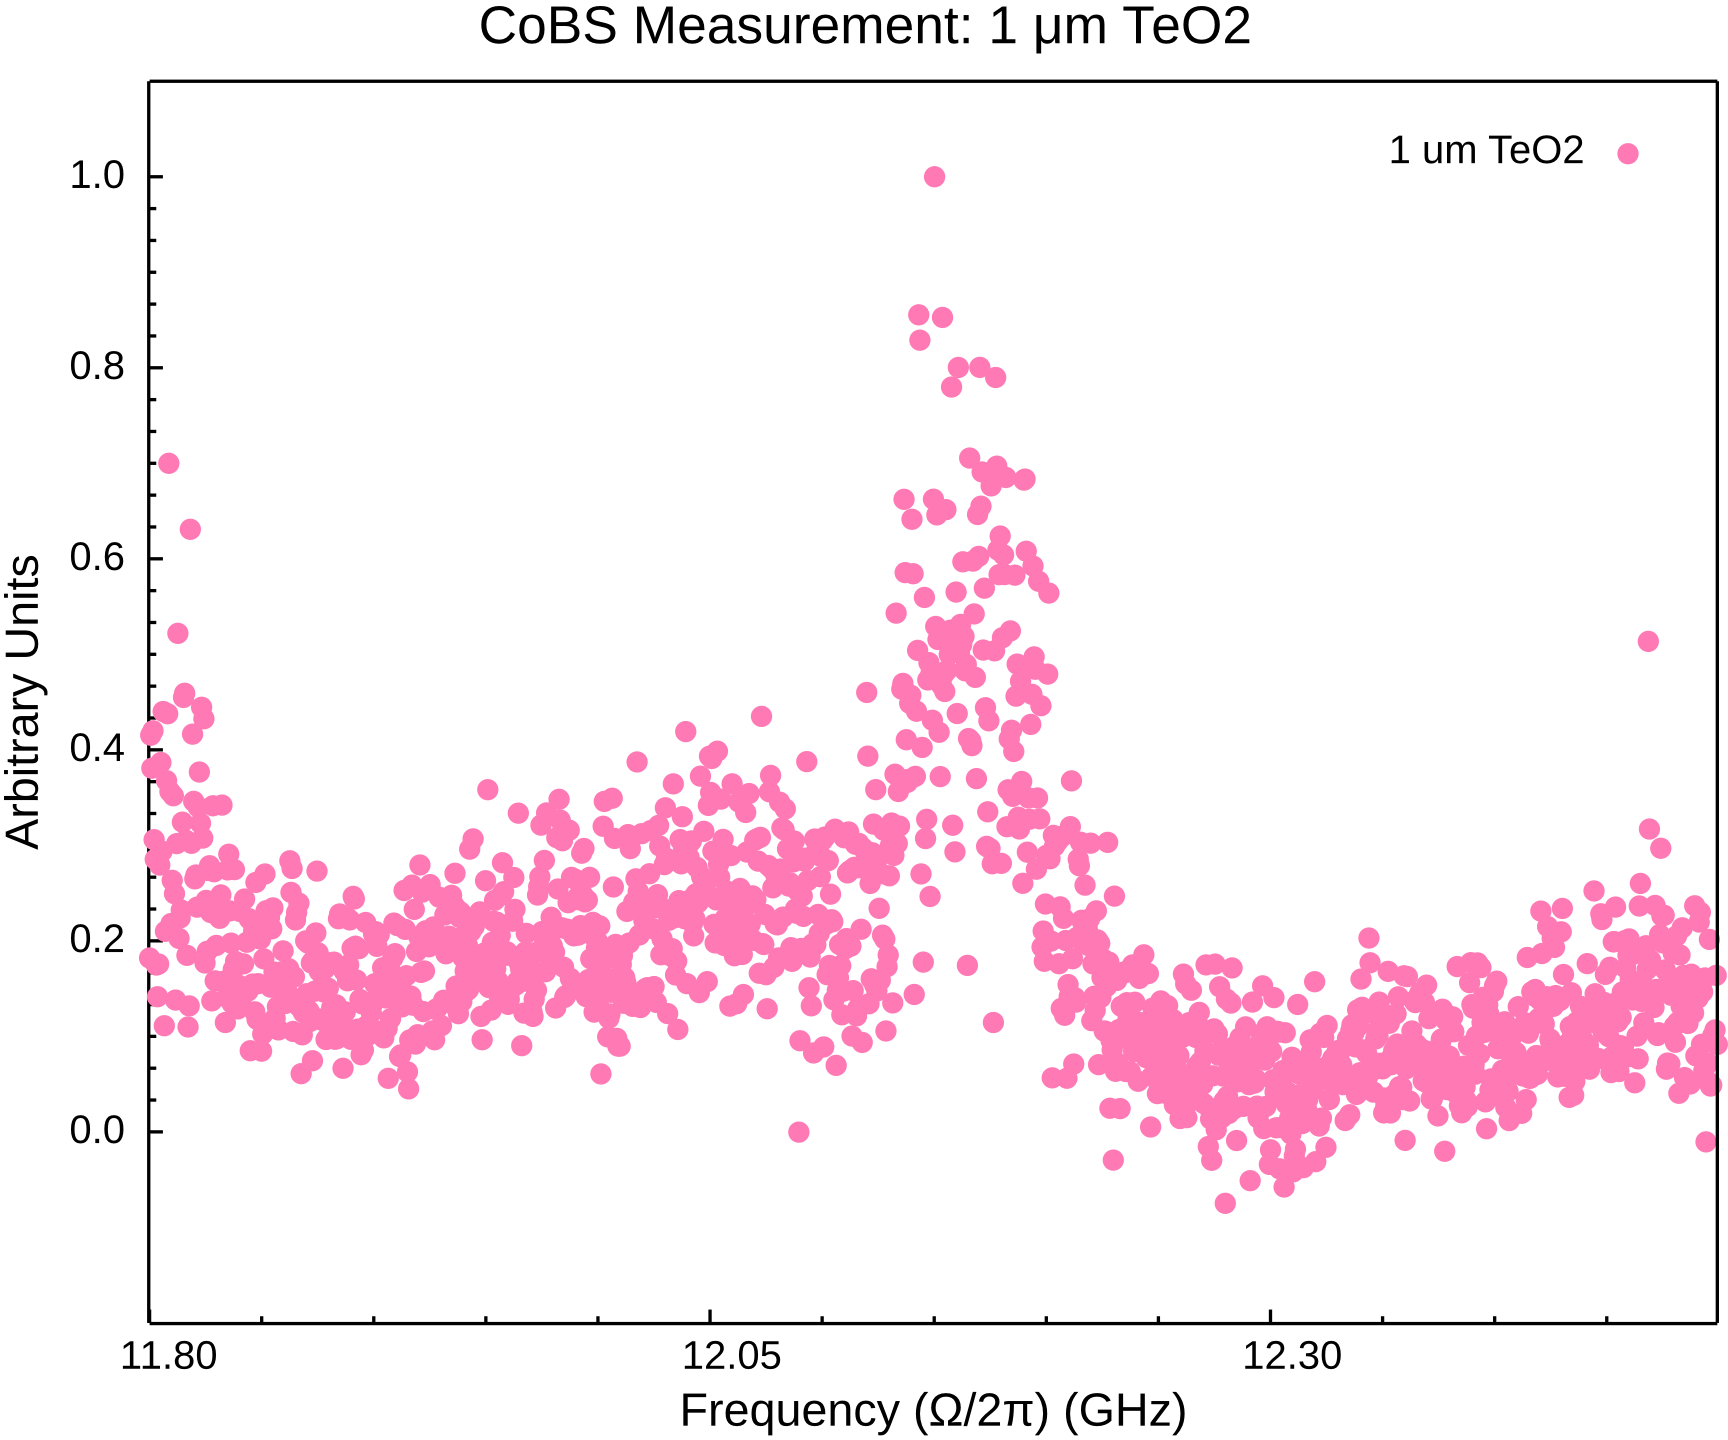 CoBS Measurement: 1 μm TeO2
1 um TeO2
1.0
0.8
0.6
0.4
0.2
0.0
Arbitrary Units
11.80 12.05 12.30
Frequency (Ω/2π) (GHz)